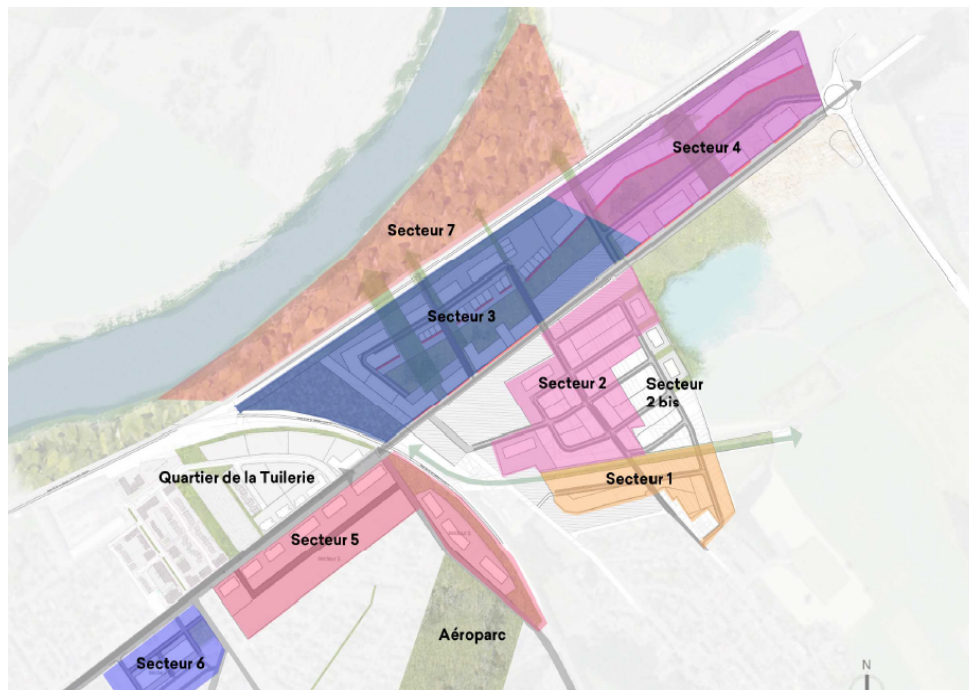 Secteur 4
Secteur 7
Secteur 3
Secteur 2
Secteur
2 bis
Quartier de la Tuilerie
Secteur 1
Secteur 5
Aéroparc
Secteur 6
N